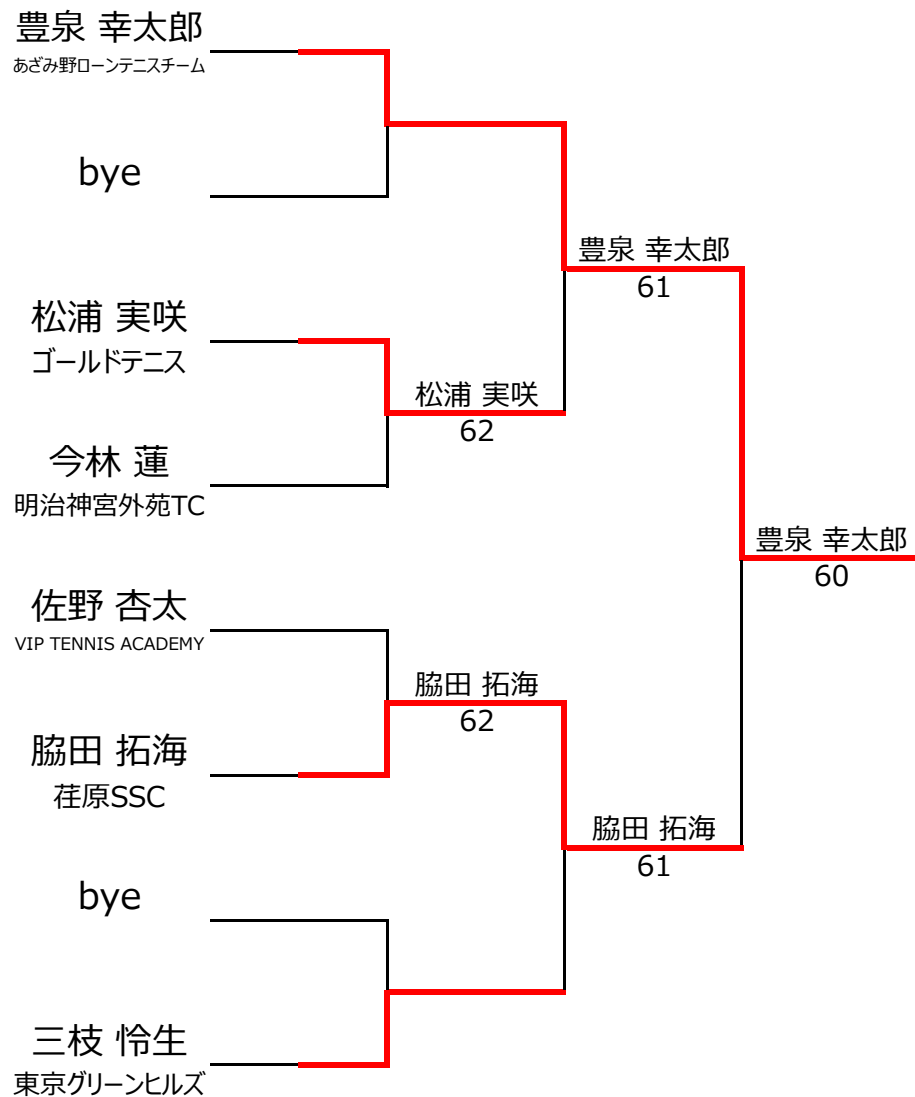 豊泉 幸太郎
あざみ野ローンテニスチーム
bye
松浦 実咲
ゴールドテニス
今林 蓮
明治神宮外苑TC
佐野 杏太
VIP TENNIS ACADEMY
脇田 拓海
荏原SSC
bye
三枝 怜生
東京グリーンヒルズ
松浦 実咲
62
脇田 拓海
62
豊泉 幸太郎
61
脇田 拓海
61
豊泉 幸太郎
60